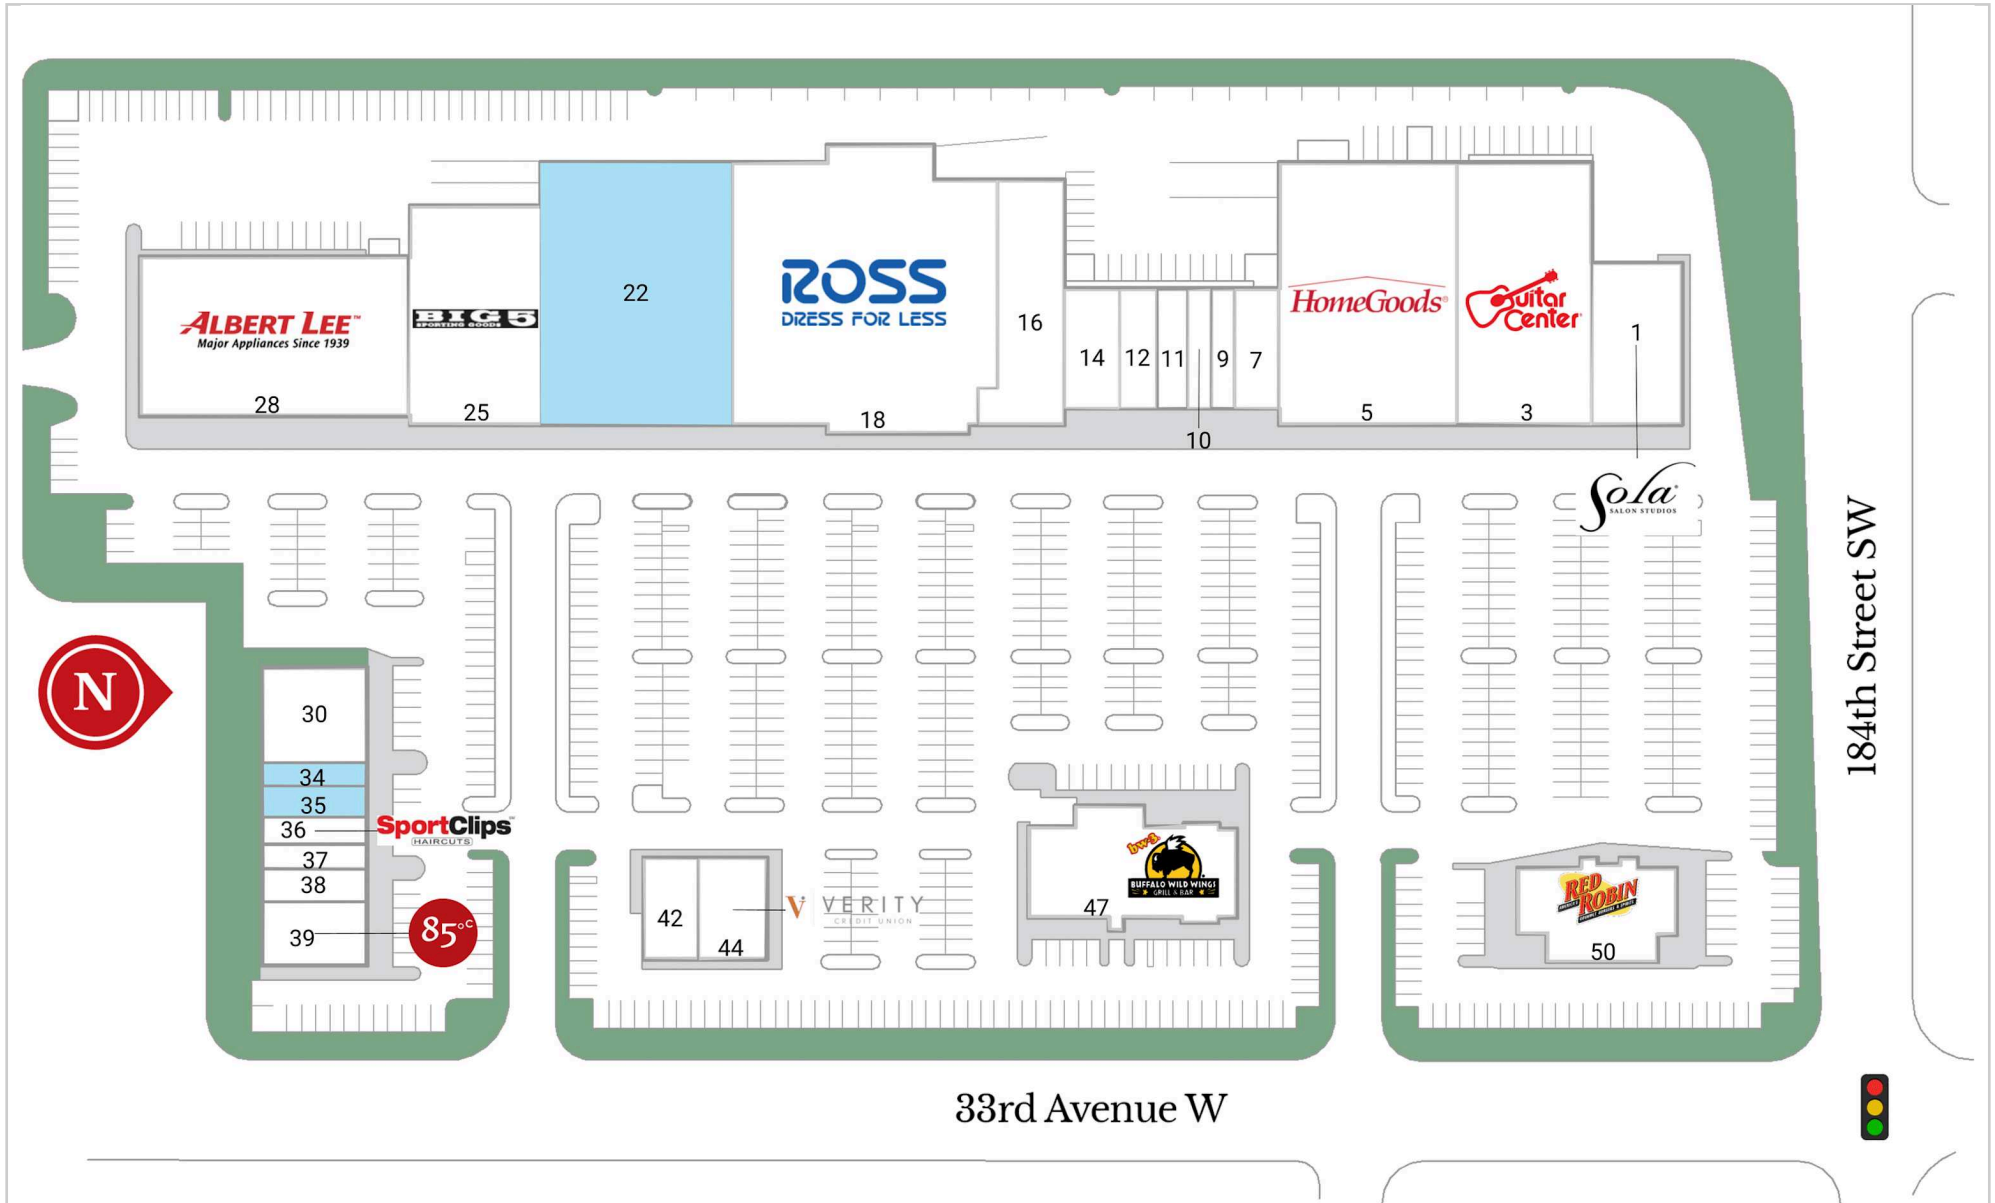 ALBERT LEE™
Major Appliances Since 1939
28
BIG 5
SPORTING GOODS
25
22
ROSS
DRESS FOR LESS
18
16
14
12
11
10
9
7
HomeGoods®
5
Guitar
Center
3
1
Sola
SALON STUDIOS
184th Street SW
N
30
34
35
36
SportClips
HAIRCUTS
37
38
39
85°C
42
44
VERITY
CREDIT UNION
47
bw-3
BUFFALO WILD WINGS
GRILL & BAR
RED
ROBIN
50
33rd Avenue W